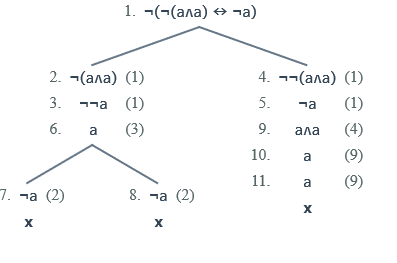 1. ¬(¬(a∧a) ↔ ¬a)
2. ¬(a∧a) (1) 4. ¬¬(a∧a) (1)
3. ¬¬a (1) 5. ¬a (1)
6. a (3) 9. a∧a (4)
10. a (9)
7. ¬a (2) 8. ¬a (2) 11. a (9)
x x x